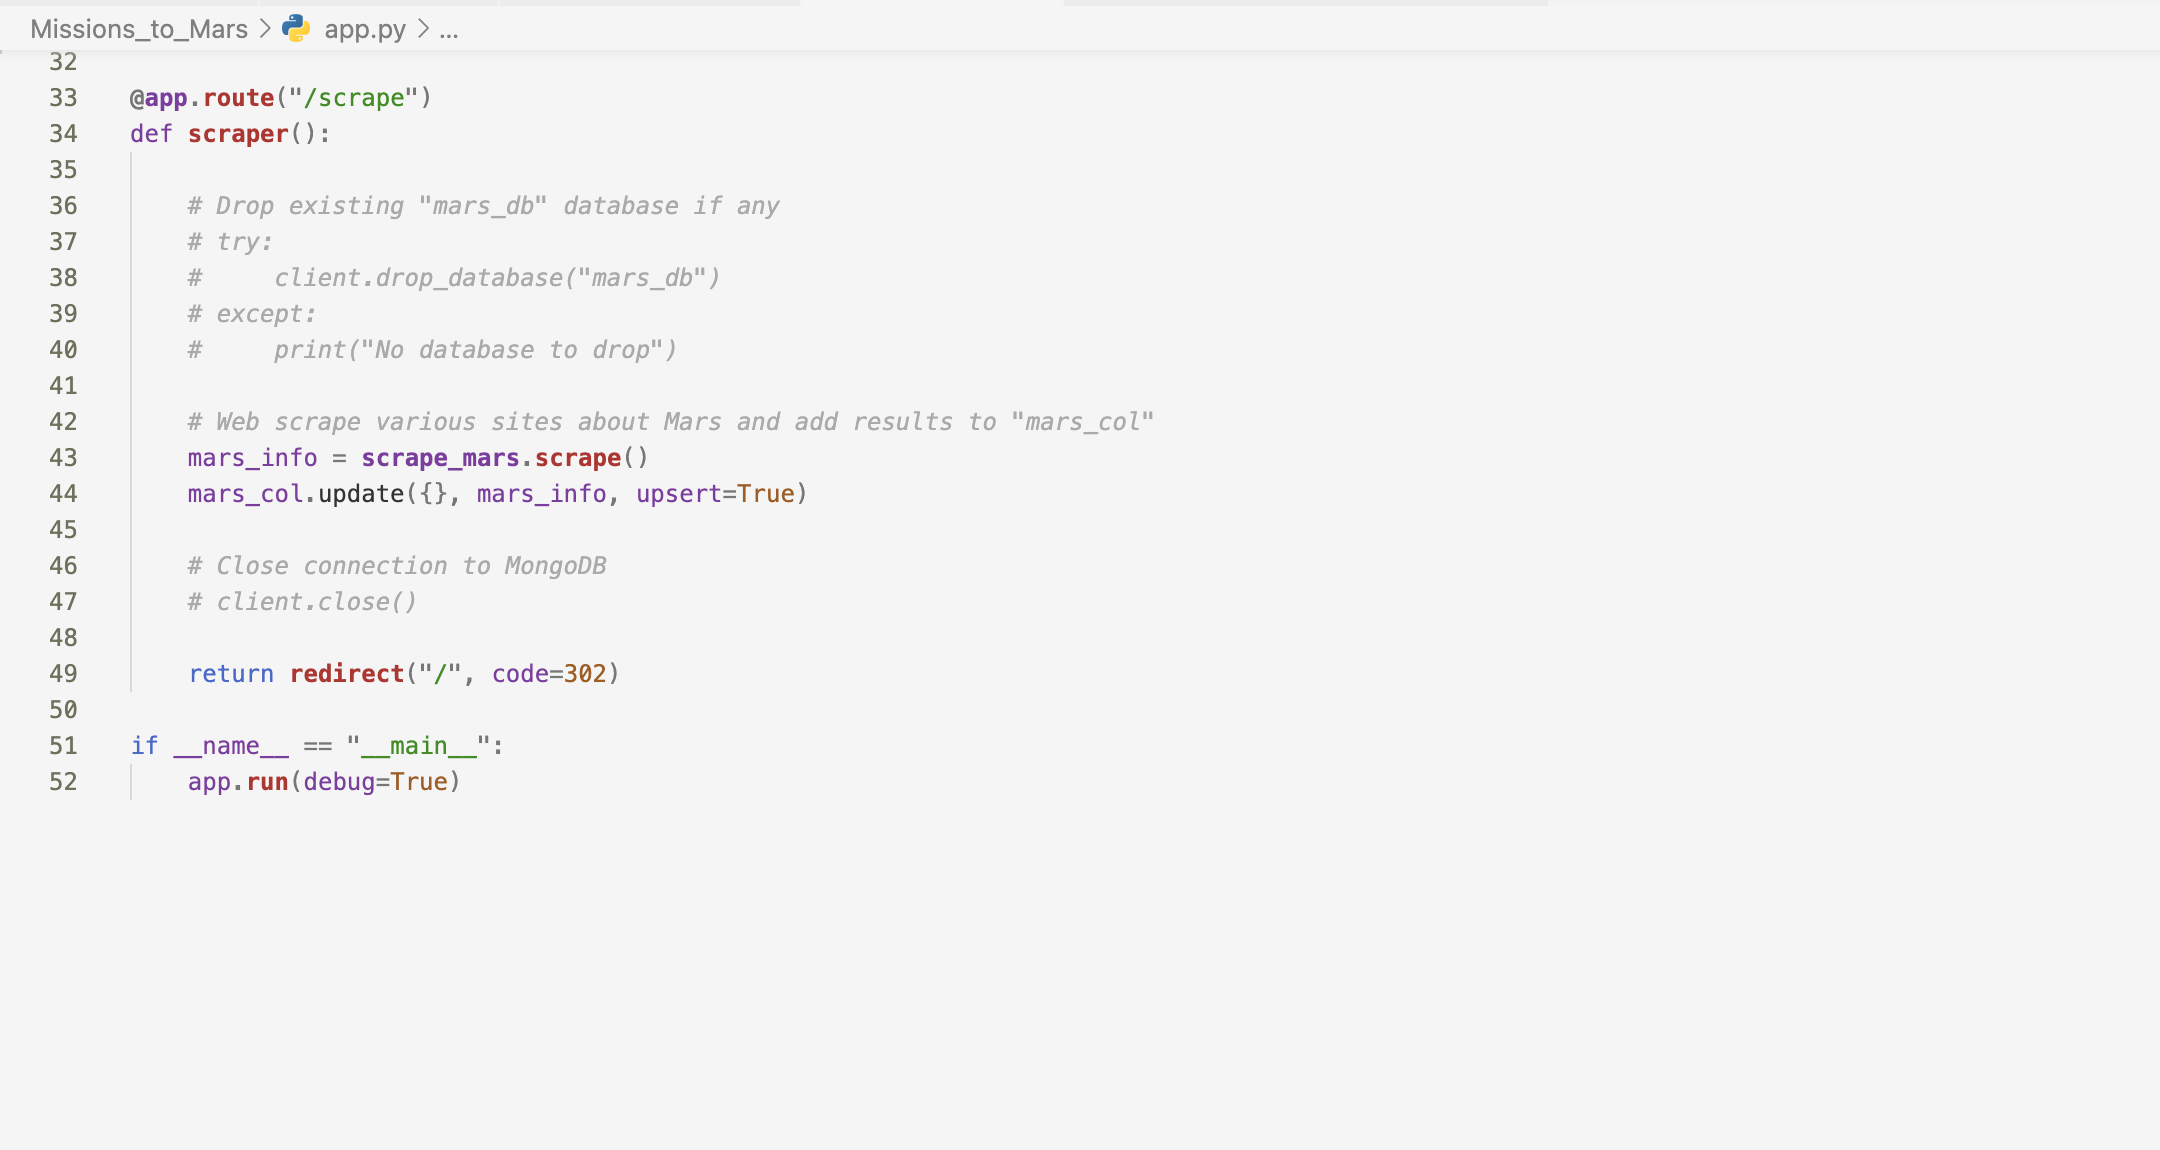 Missions_to_Mars > app.py > ...
32
33 @app.route("/scrape")
34 def scraper():
35
36     # Drop existing "mars_db" database if any
37     # try:
38     #     client.drop_database("mars_db")
39     # except:
40     #     print("No database to drop")
41
42     # Web scrape various sites about Mars and add results to "mars_col"
43     mars_info = scrape_mars.scrape()
44     mars_col.update({}, mars_info, upsert=True)
45
46     # Close connection to MongoDB
47     # client.close()
48
49     return redirect("/", code=302)
50
51 if __name__ == "__main__":
52     app.run(debug=True)